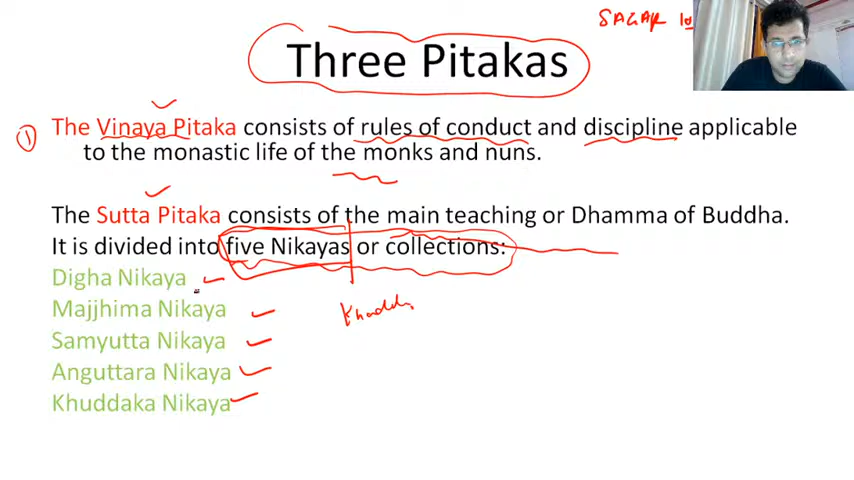 SAGAR
Three Pitakas
① The Vinaya Pitaka consists of rules of conduct and discipline applicable
to the monastic life of the monks and nuns.
The Sutta Pitaka consists of the main teaching or Dhamma of Buddha.
It is divided into five Nikayas or collections:
Digha Nikaya
Majjhima Nikaya
Khudda
Samyutta Nikaya
Anguttara Nikaya
Khuddaka Nikaya